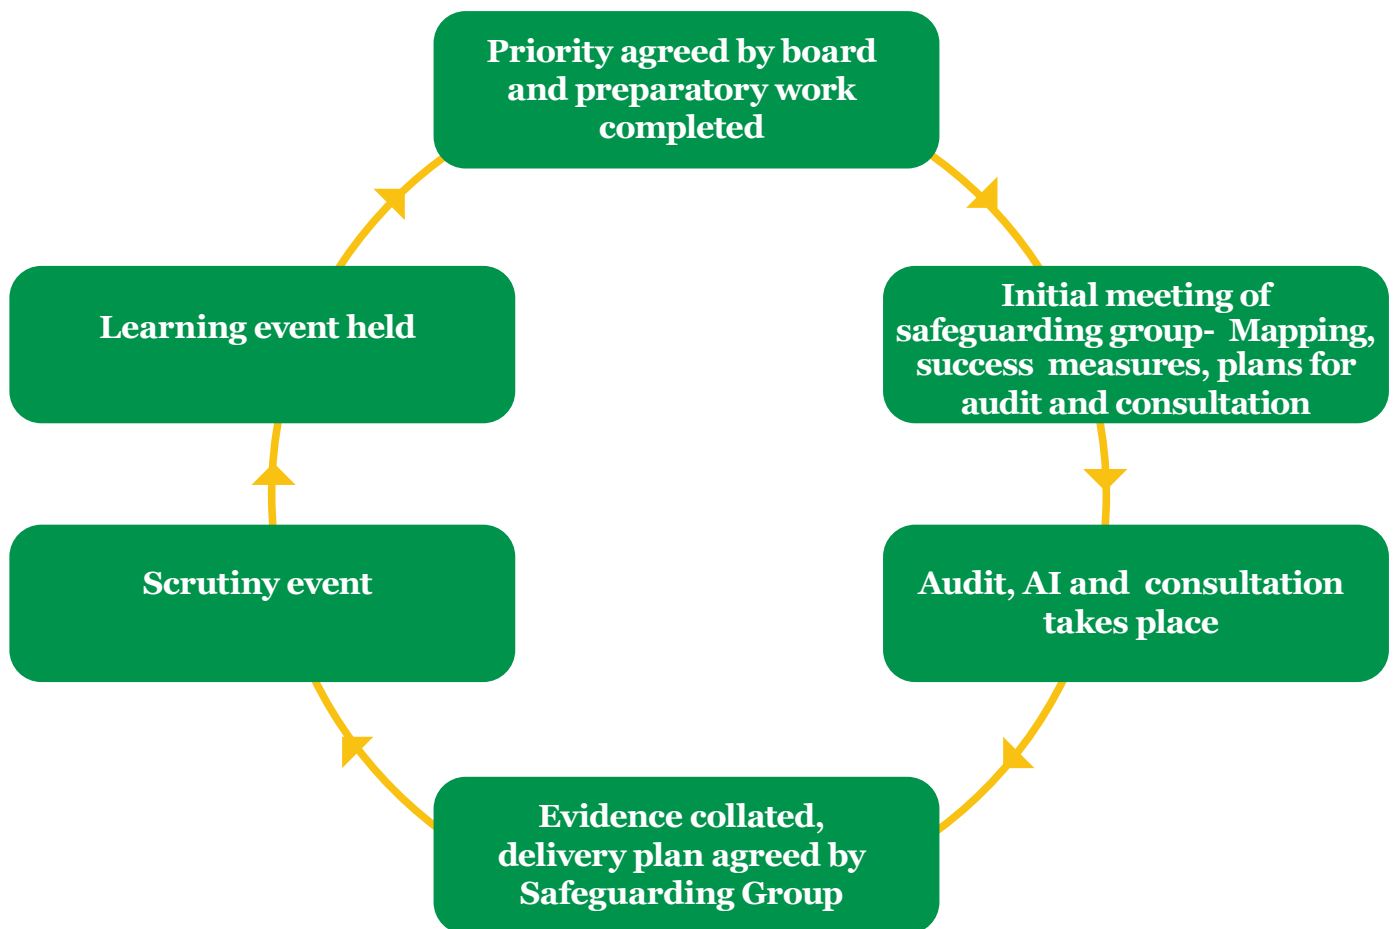 Priority agreed by board
and preparatory work
completed
Initial meeting of
safeguarding group- Mapping,
success measures, plans for
audit and consultation
Audit, AI and consultation
takes place
Evidence collated,
delivery plan agreed by
Safeguarding Group
Scrutiny event
Learning event held